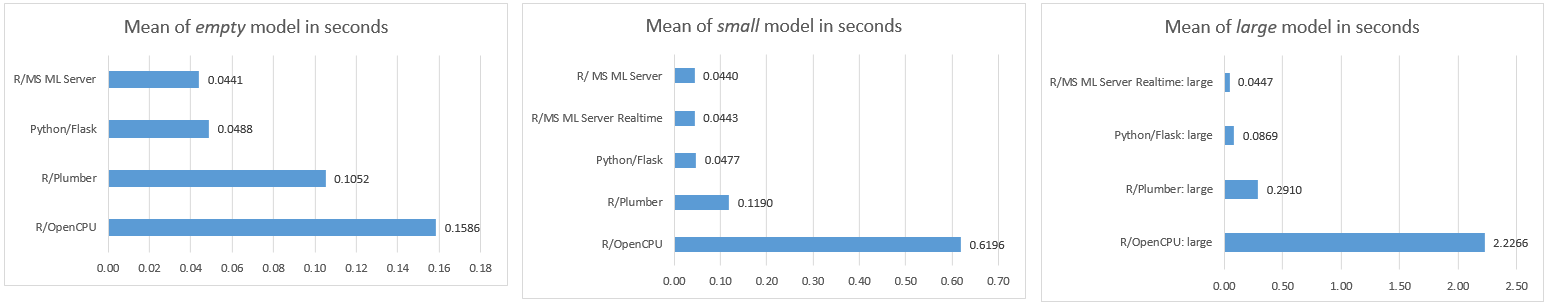 Mean of empty model in seconds
R/MS ML Server 0.0441
Python/Flask 0.0488
R/Plumber 0.1052
R/OpenCPU 0.1586
0.00 0.02 0.04 0.06 0.08 0.10 0.12 0.14 0.16 0.18
Mean of small model in seconds
R/ MS ML Server 0.0440
R/MS ML Server Realtime 0.0443
Python/Flask 0.0477
R/Plumber 0.1190
R/OpenCPU 0.6196
0.00 0.10 0.20 0.30 0.40 0.50 0.60 0.70
Mean of large model in seconds
R/MS ML Server Realtime: large 0.0447
Python/Flask: large 0.0869
R/Plumber: large 0.2910
R/OpenCPU: large 2.2266
0.00 0.50 1.00 1.50 2.00 2.50